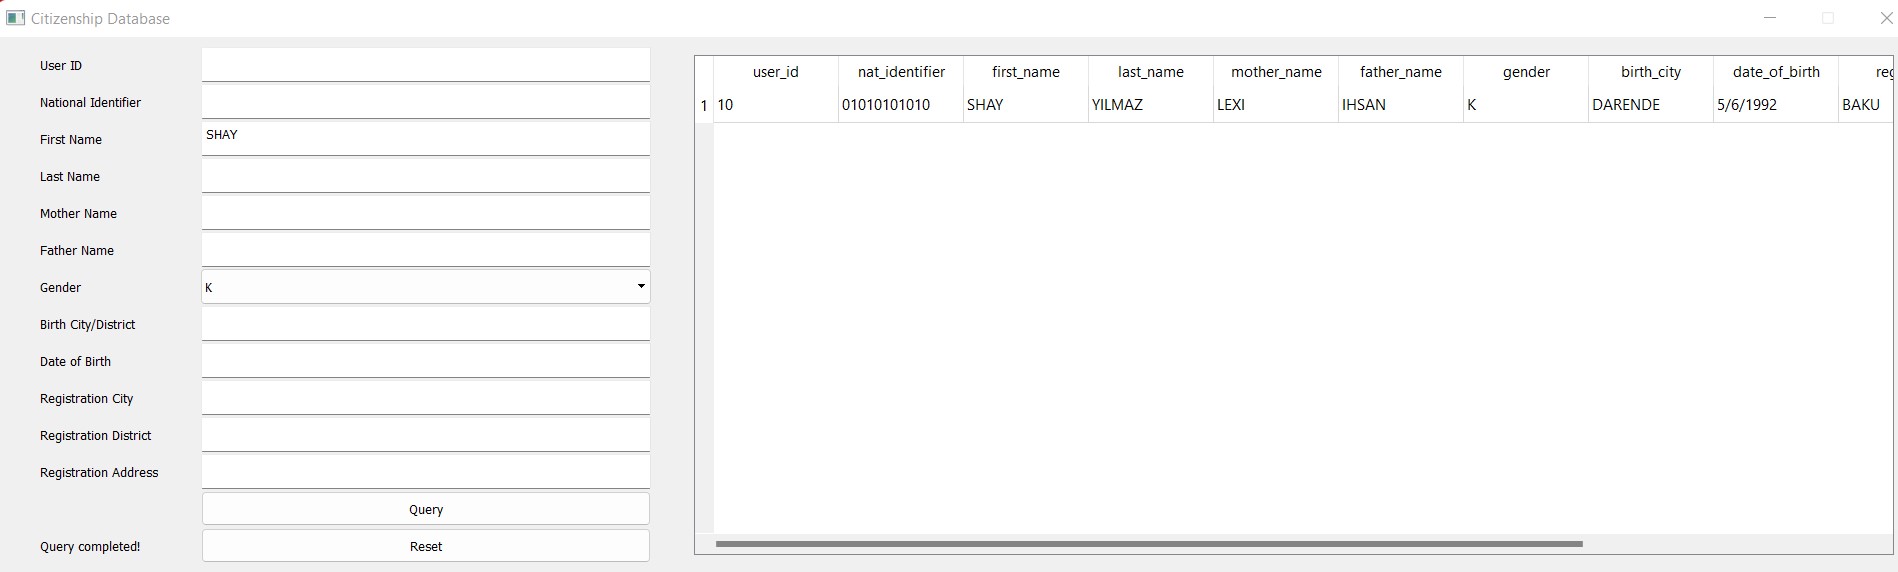 Citizenship Database
User ID
National Identifier
First Name SHAY
Last Name
Mother Name
Father Name
Gender K
Birth City/District
Date of Birth
Registration City
Registration District
Registration Address
Query
Query completed! Reset
user_id nat_identifier first_name last_name mother_name father_name gender birth_city date_of_birth reg
1 10 01010101010 SHAY YILMAZ LEXI IHSAN K DARENDE 5/6/1992 BAKU